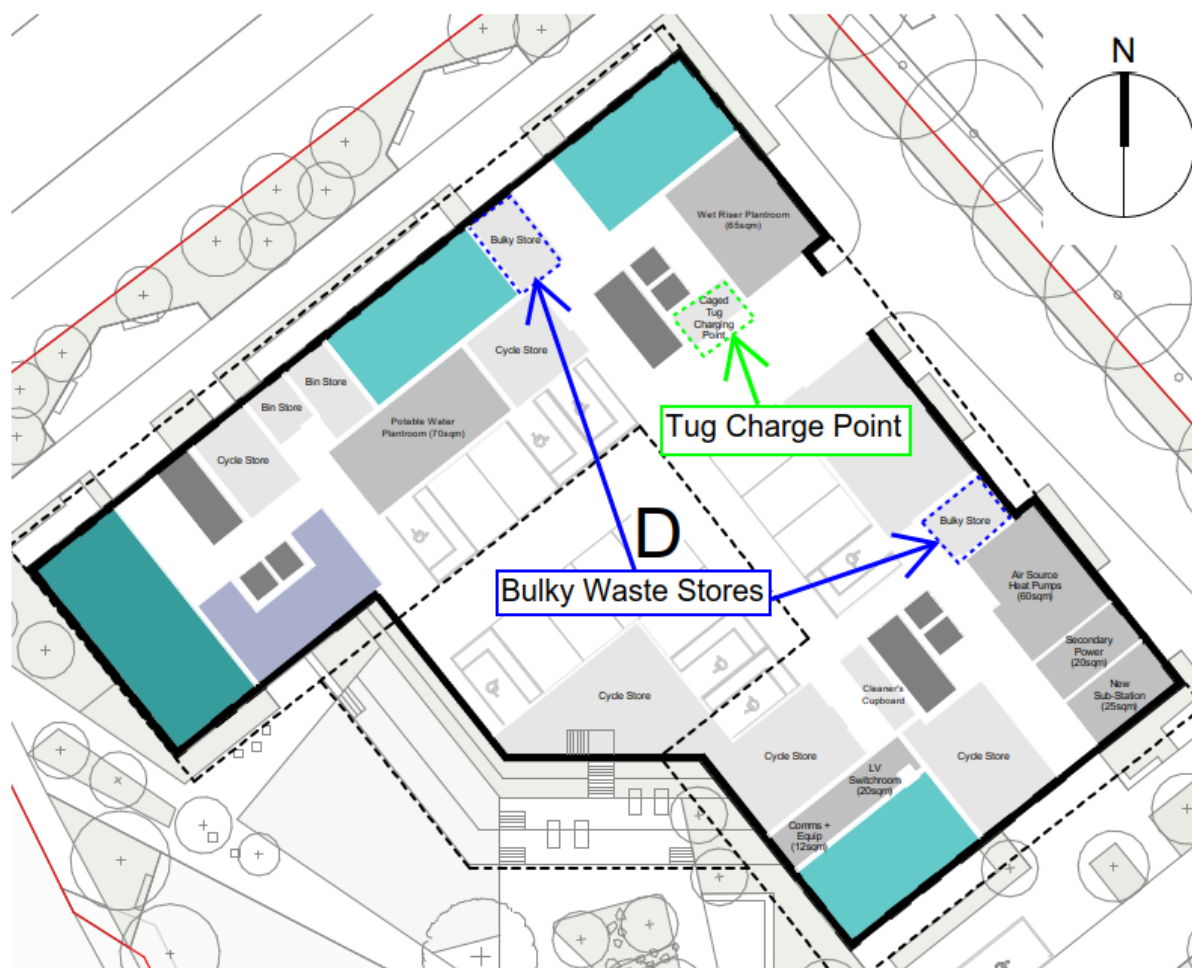 N
Wet Riser Plantroom
(65sqm)
Bulky Store
Caged
Tug
Charging
Point
Cycle Store
Bin Store
Bin Store
Potable Water
Plantroom (70sqm)
Cycle Store
Tug Charge Point
D
Bulky Waste Stores
Bulky Store
Air Source
Heat Pumps
(60sqm)
Secondary
Power
(20sqm)
New
Sub-Station
(25sqm)
Cycle Store
Cleaner's
Cupboard
Cycle Store
Cycle Store
LV
Switchroom
(20sqm)
Comms +
Equip
(12sqm)